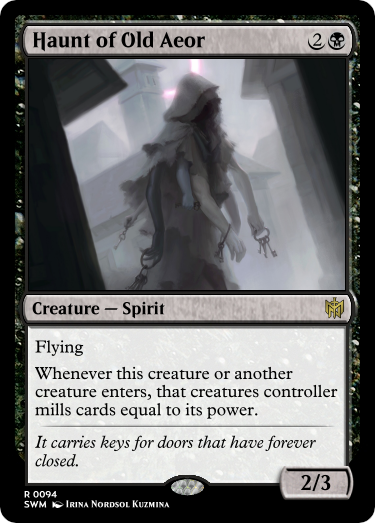 Haunt of Old Aeor 2
Creature — Spirit
Flying
Whenever this creature or another
creature enters, that creatures controller
mills cards equal to its power.
It carries keys for doors that have forever
closed.
2/3
R 0094
SWM Irina Nordsol Kuzmina